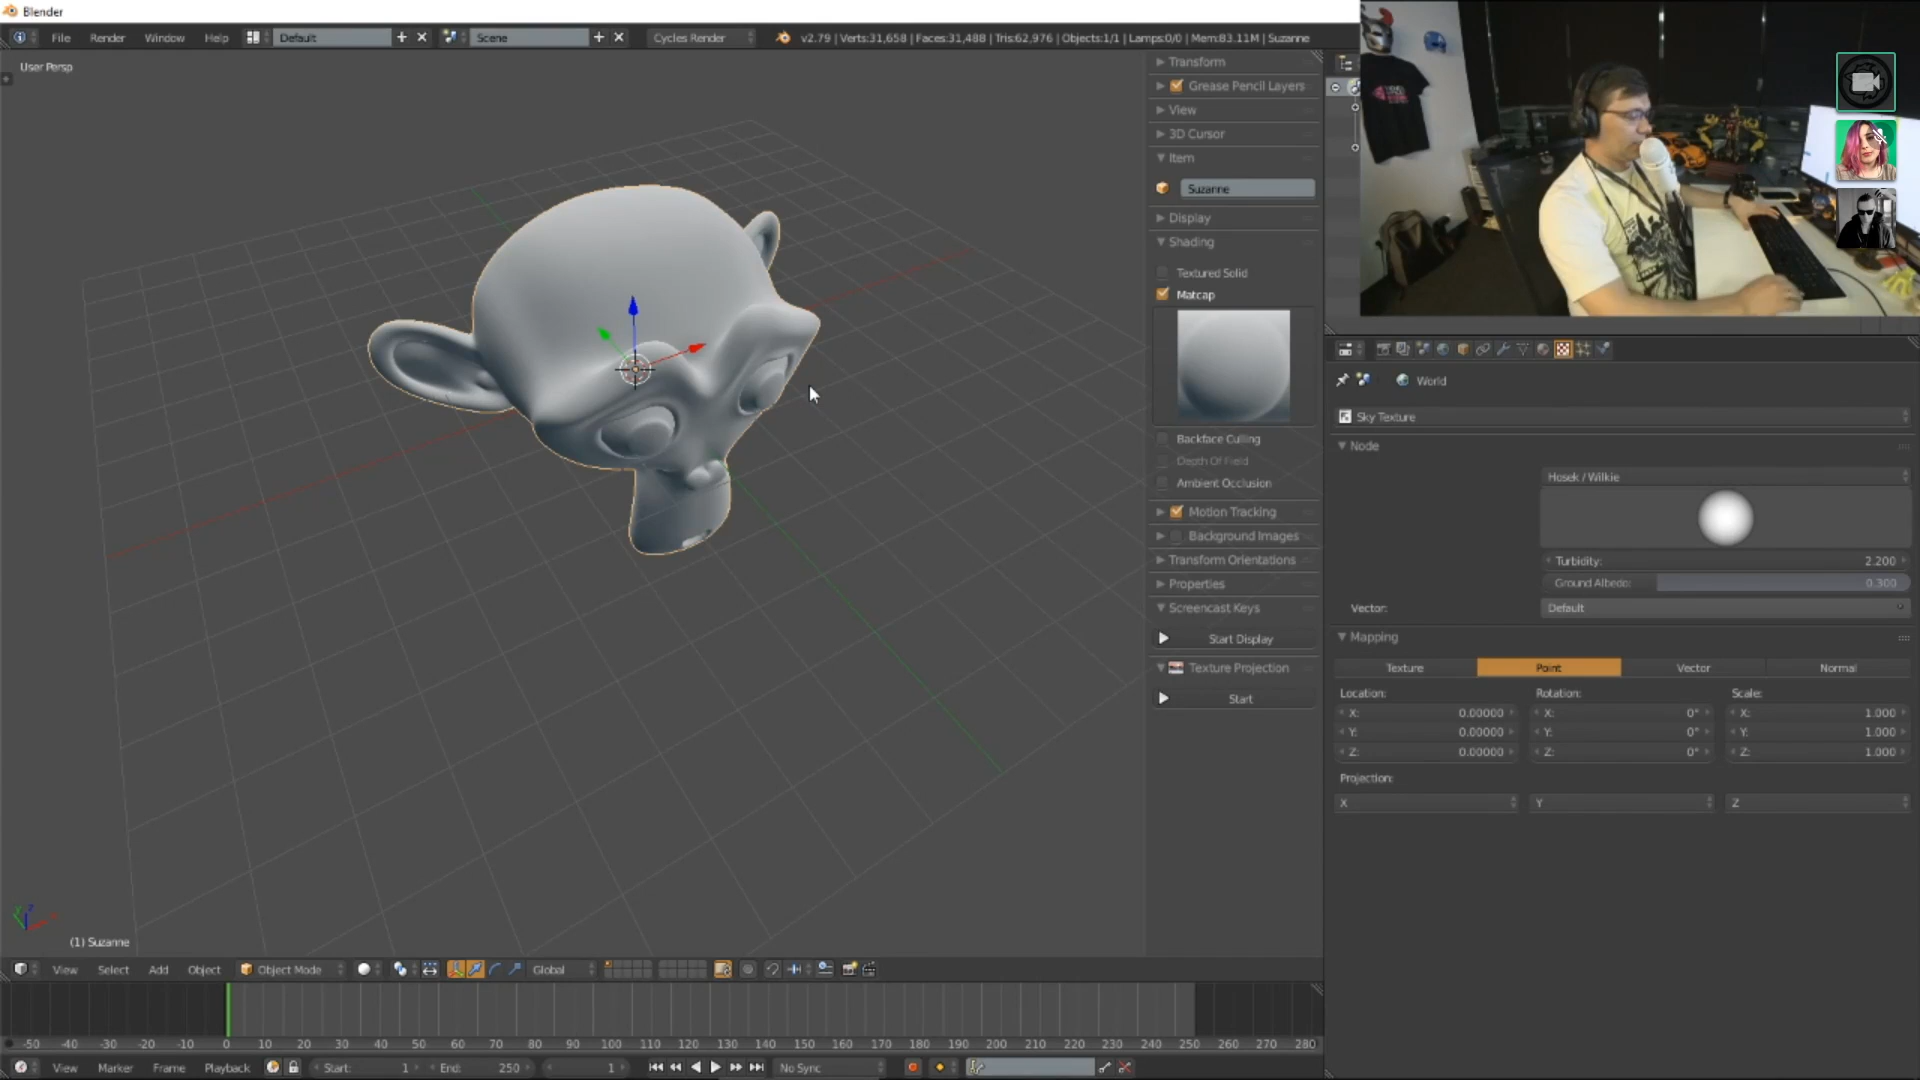 Blender
File Render Window Help Default Scene Cycles Render v2.79 | Verts:31,658 | Faces:31,488 | Tris:62,976 | Objects:1/1 | Lamps:0/0 | Mem:83.11M | Suzanne
User Persp
Transform
Grease Pencil Layers
View
3D Cursor
Item
Suzanne
Display
Shading
Textured Solid
Matcap
Backface Culling
Depth Of Field
Ambient Occlusion
Motion Tracking
Background Images
Transform Orientations
Properties
Screencast Keys
Start Display
Texture Projection
Start
World
Sky Texture
Node
Hosek / Wilkie
Turbidity: 2.200
Ground Albedo: 0.300
Vector: Default
Mapping
Texture Point Vector Normal
Location: Rotation: Scale:
X: 0.00000 X: 0° X: 1.000
Y: 0.00000 Y: 0° Y: 1.000
Z: 0.00000 Z: 0° Z: 1.000
Projection:
X Y Z
(1) Suzanne
View Select Add Object Object Mode Global
-50 -40 -30 -20 -10 0 10 20 30 40 50 60 70 80 90 100 110 120 130 140 150 160 170 180 190 200 210 220 230 240 250 260 270 280
View Marker Frame Playback Start: 1 End: 250 1 No Sync